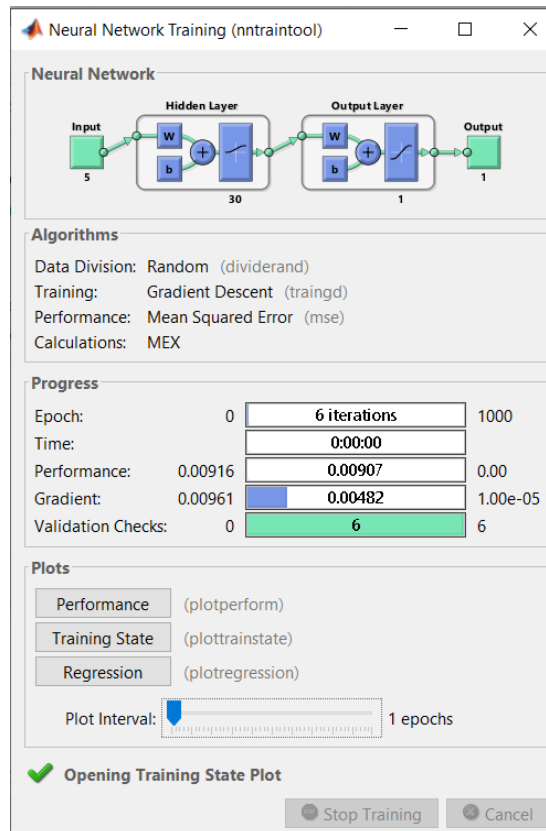 Neural Network Training (nntraintool)
Neural Network
Hidden Layer Output Layer
Input Output
W W
+ +
b b
5 1
30 1
Algorithms
Data Division: Random (dividerand)
Training: Gradient Descent (traingd)
Performance: Mean Squared Error (mse)
Calculations: MEX
Progress
Epoch: 0 6 iterations 1000
Time: 0:00:00
Performance: 0.00916 0.00907 0.00
Gradient: 0.00961 0.00482 1.00e-05
Validation Checks: 0 6 6
Plots
Performance (plotperform)
Training State (plottrainstate)
Regression (plotregression)
Plot Interval: 1 epochs
Opening Training State Plot
Stop Training Cancel